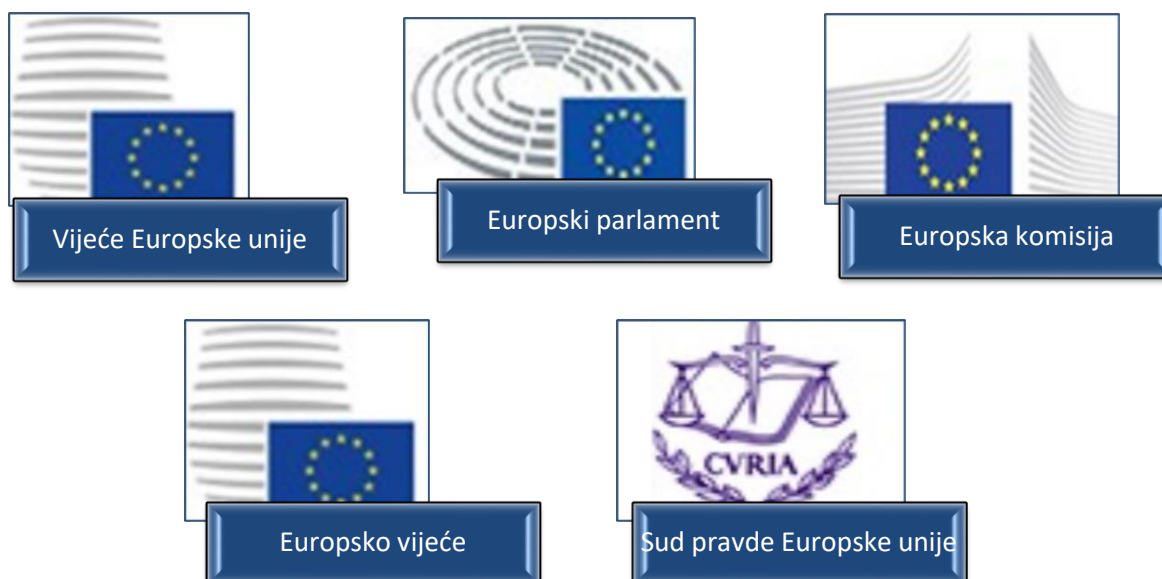 Vijeće Europske unije
Europski parlament
Europska komisija
Europsko vijeće
CVRIA
Sud pravde Europske unije